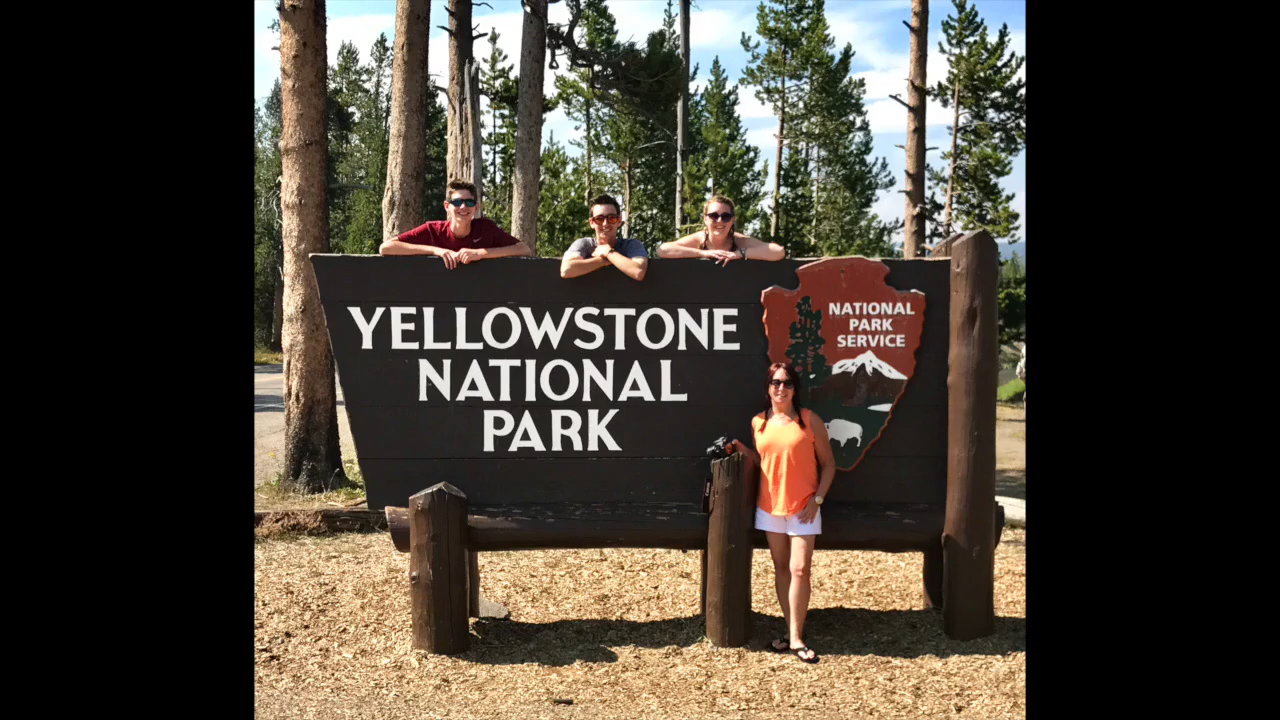 YELLOWSTONE
NATIONAL
PARK
NATIONAL
PARK
SERVICE